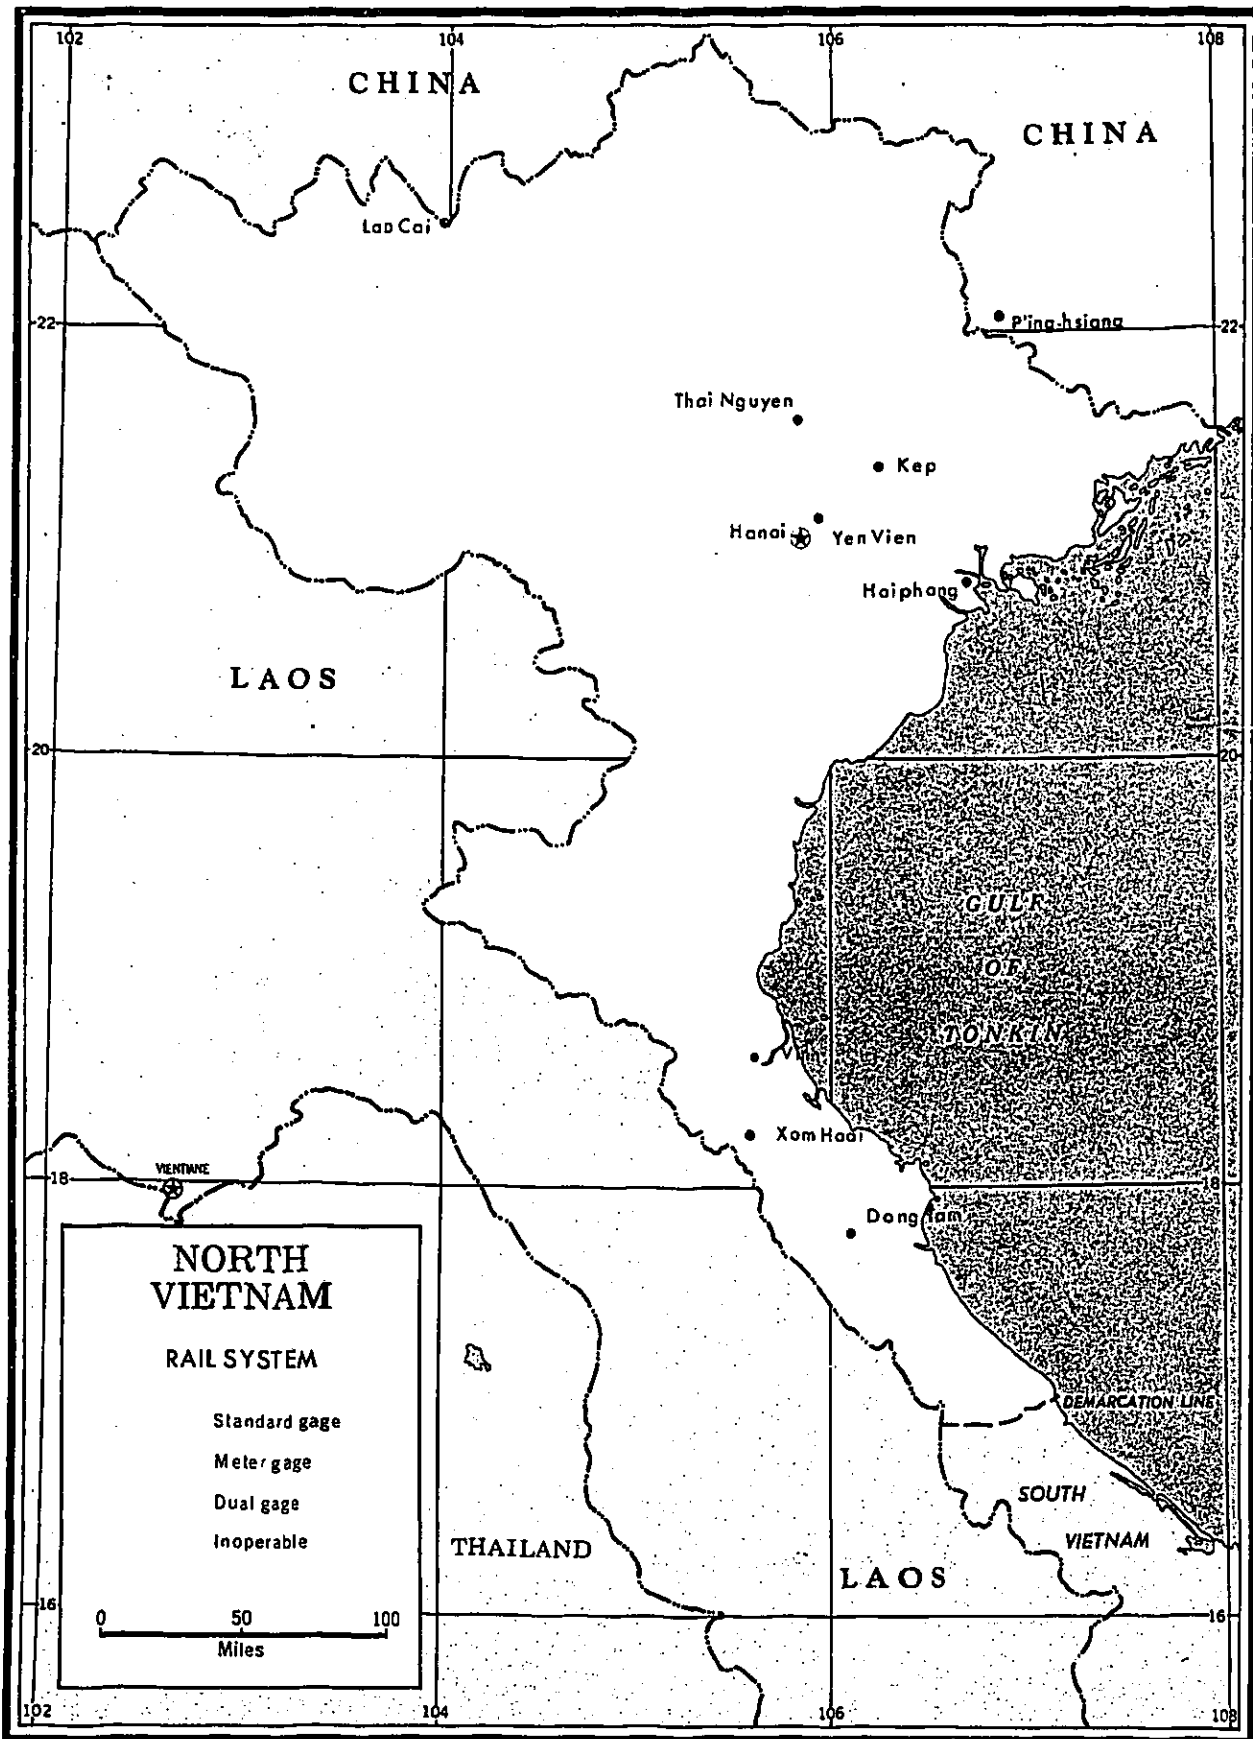 102
104
106
108
CHINA
CHINA
Lao Cai
22
P'ing-hsiang
22
Thai Nguyen
Kep
Hanoi
Yen Vien
Haiphong
LAOS
20
20
GULF
OF
TONKIN
Xom Hoai
VIENTIANE
18
18
Dong Tam
NORTH
VIETNAM
RAIL SYSTEM
Standard gage
Meter gage
Dual gage
Inoperable
0 50 100
Miles
DEMARCATION LINE
SOUTH
VIETNAM
THAILAND
LAOS
16
16
102
104
106
108